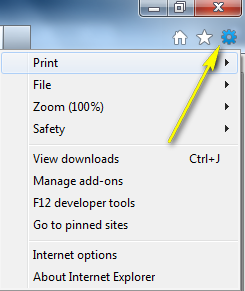 Print
File
Zoom (100%)
Safety
View downloads Ctrl+J
Manage add-ons
F12 developer tools
Go to pinned sites
Internet options
About Internet Explorer